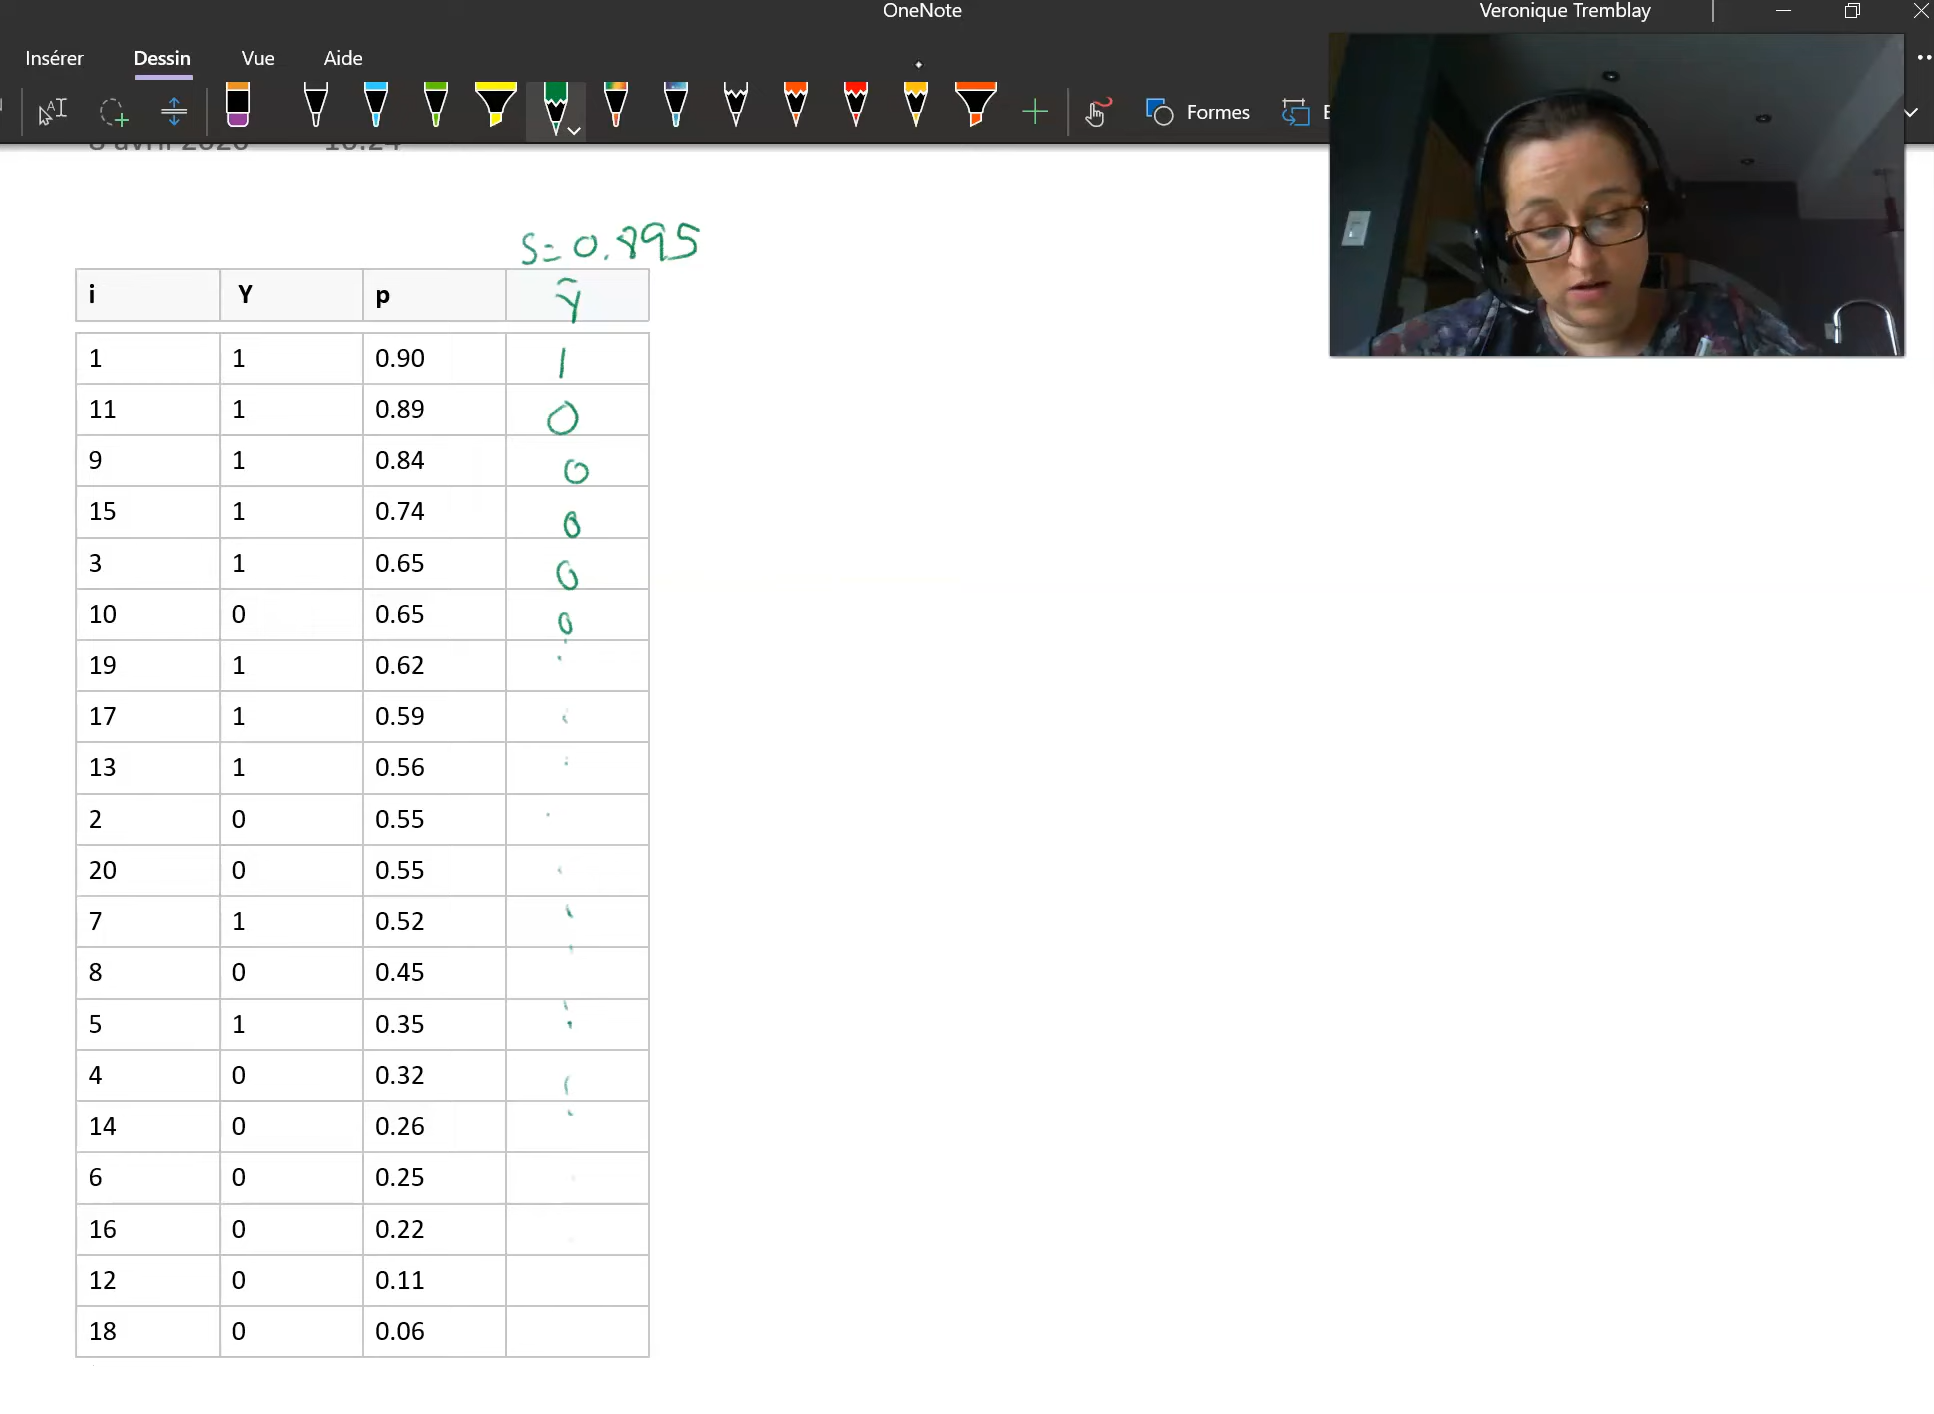 OneNote
Veronique Tremblay
Insérer Dessin Vue Aide
Formes
S=0.895
i Y p Ŷ
1 1 0.90 1
11 1 0.89 0
9 1 0.84 0
15 1 0.74 0
3 1 0.65 0
10 0 0.65 0
19 1 0.62
17 1 0.59
13 1 0.56
2 0 0.55
20 0 0.55
7 1 0.52
8 0 0.45
5 1 0.35
4 0 0.32
14 0 0.26
6 0 0.25
16 0 0.22
12 0 0.11
18 0 0.06